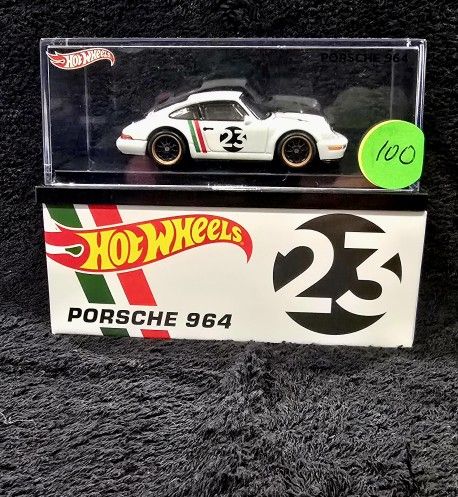 Hot Wheels
PORSCHE 964
23
100
Hot Wheels
23
PORSCHE 964